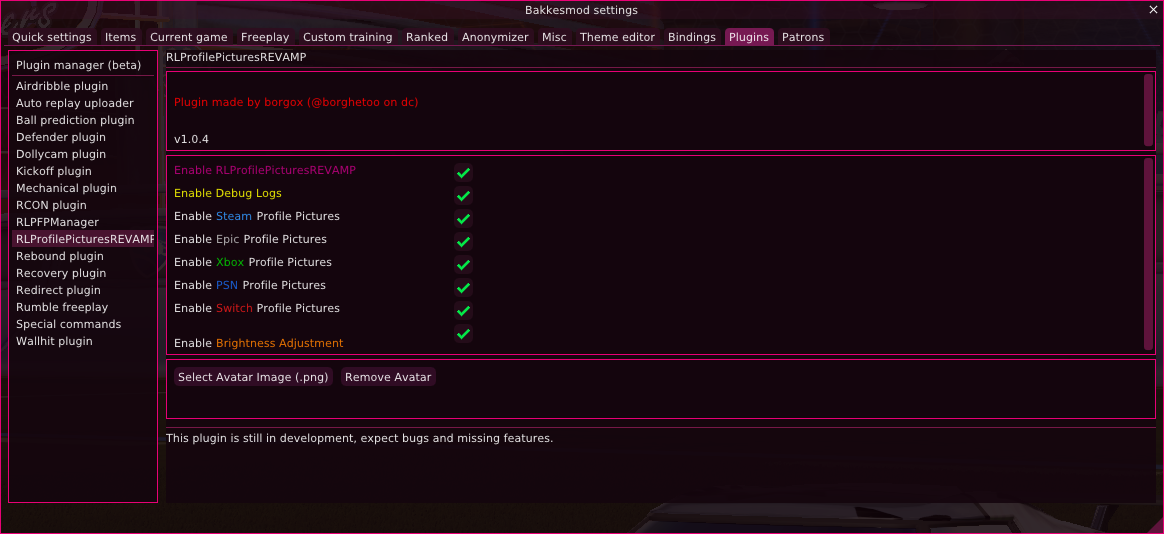 Bakkesmod settings
Quick settings Items Current game Freeplay Custom training Ranked Anonymizer Misc Theme editor Bindings Plugins Patrons
Plugin manager (beta)
Airdribble plugin
Auto replay uploader
Ball prediction plugin
Defender plugin
Dollycam plugin
Kickoff plugin
Mechanical plugin
RCON plugin
RLPFPManager
RLProfilePicturesREVAMP
Rebound plugin
Recovery plugin
Redirect plugin
Rumble freeplay
Special commands
Wallhit plugin
RLProfilePicturesREVAMP
Plugin made by borgox (@borghetoo on dc)
v1.0.4
Enable RLProfilePicturesREVAMP
Enable Debug Logs
Enable Steam Profile Pictures
Enable Epic Profile Pictures
Enable Xbox Profile Pictures
Enable PSN Profile Pictures
Enable Switch Profile Pictures
Enable Brightness Adjustment
Select Avatar Image (.png) Remove Avatar
This plugin is still in development, expect bugs and missing features.